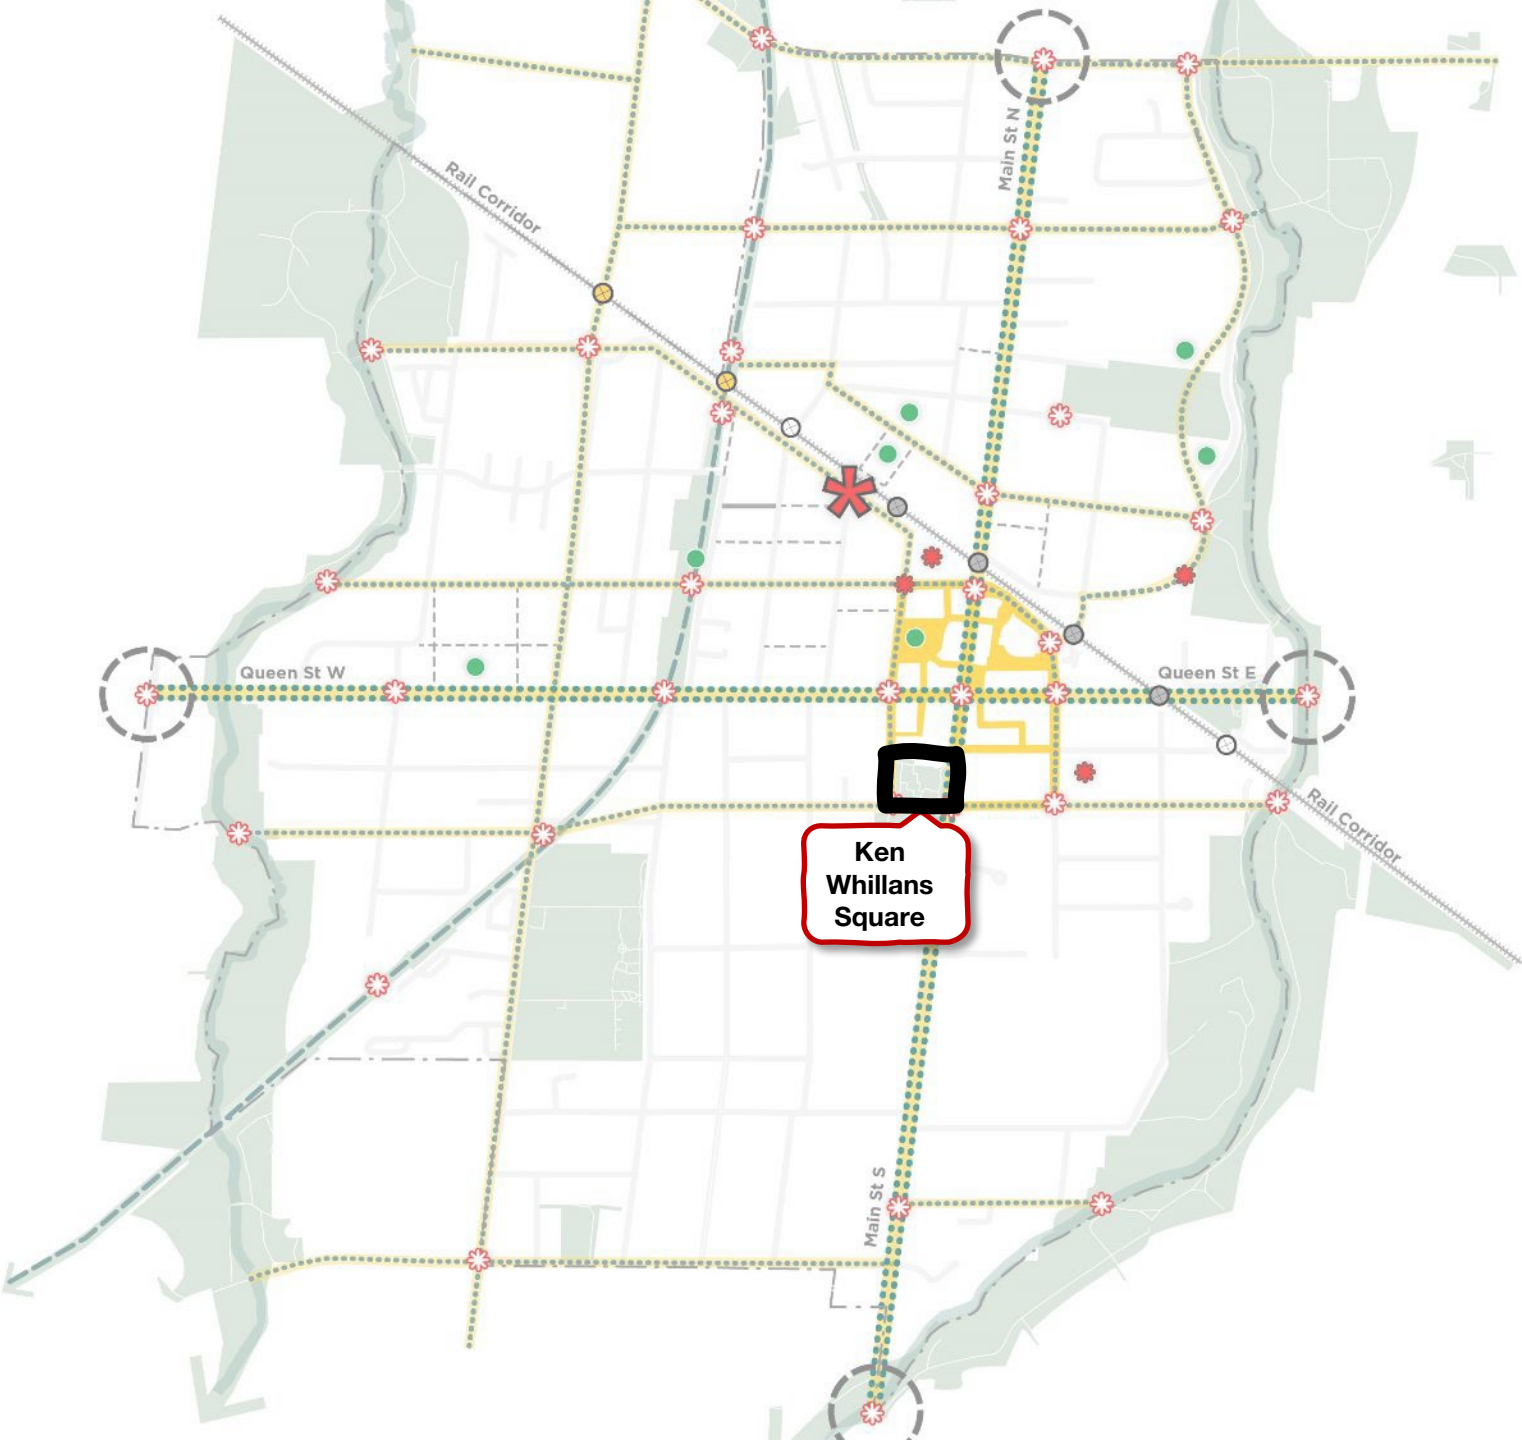 Main St N
Rail Corridor
Queen St W
Queen St E
Rail Corridor
Ken
Whillans
Square
Main St S